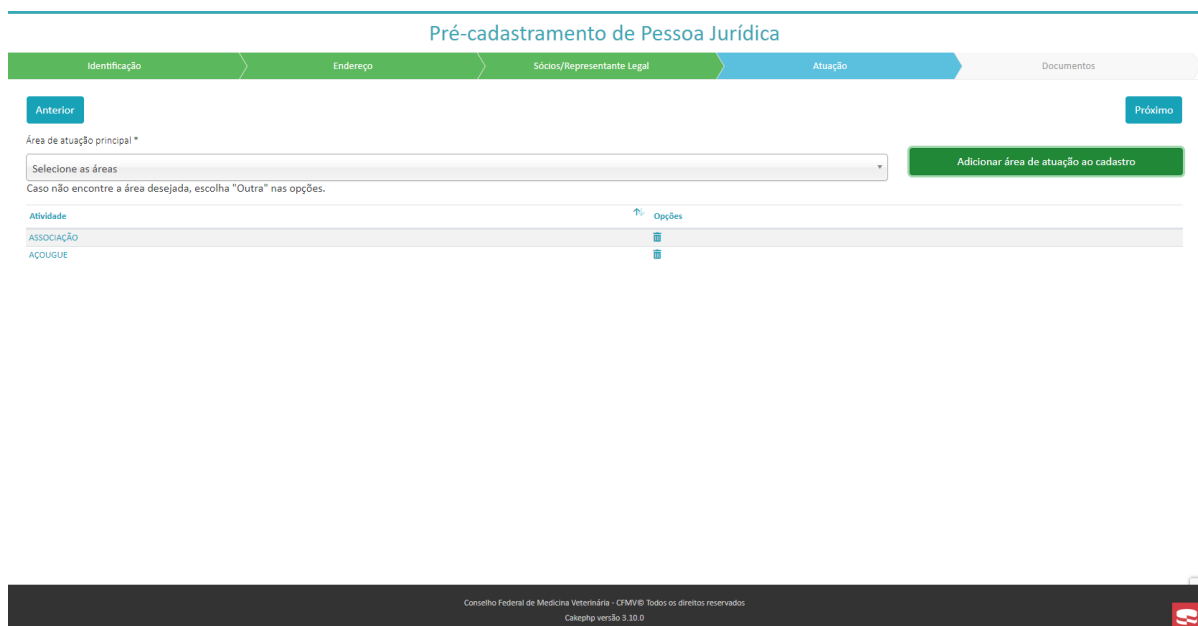 Pré-cadastramento de Pessoa Jurídica
Identificação
Endereço
Sócios/Representante Legal
Atuação
Documentos
Anterior
Próximo
Área de atuação principal *
Selecione as áreas
Adicionar área de atuação ao cadastro
Caso não encontre a área desejada, escolha "Outra" nas opções.
Atividade
Opções
ASSOCIAÇÃO
AÇOUGUE
Conselho Federal de Medicina Veterinária - CFMV© Todos os direitos reservados
Cakephp versão 3.10.0